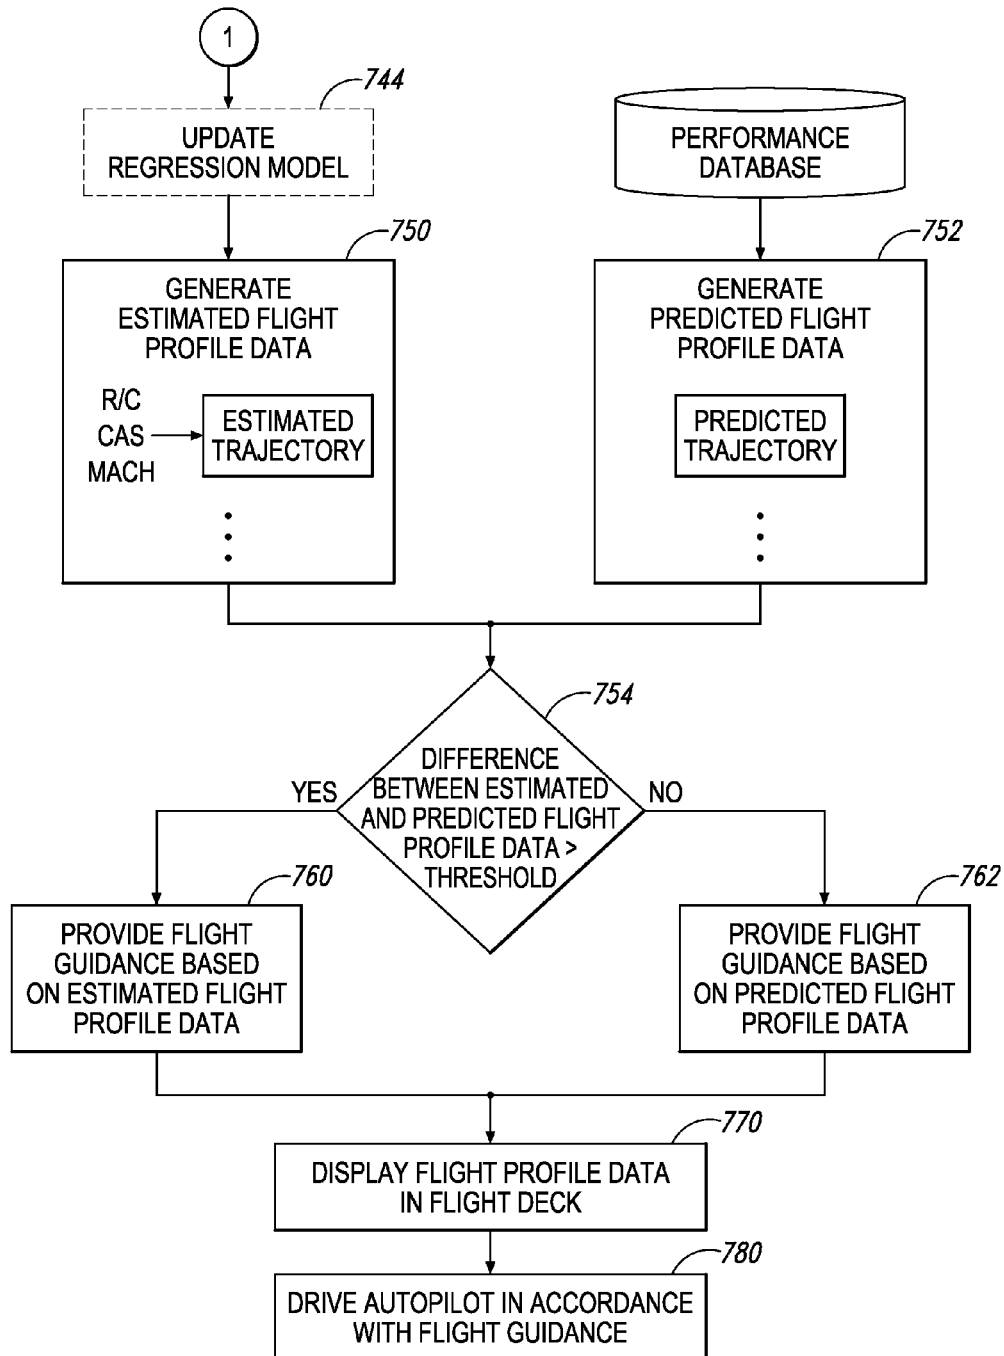 1
744
UPDATE
REGRESSION MODEL
PERFORMANCE
DATABASE
750
GENERATE
ESTIMATED FLIGHT
PROFILE DATA
R/C
CAS
MACH
ESTIMATED
TRAJECTORY
752
GENERATE
PREDICTED FLIGHT
PROFILE DATA
PREDICTED
TRAJECTORY
754
DIFFERENCE
BETWEEN ESTIMATED
AND PREDICTED FLIGHT
PROFILE DATA >
THRESHOLD
YES
NO
760
PROVIDE FLIGHT
GUIDANCE BASED
ON ESTIMATED FLIGHT
PROFILE DATA
762
PROVIDE FLIGHT
GUIDANCE BASED
ON PREDICTED FLIGHT
PROFILE DATA
770
DISPLAY FLIGHT PROFILE DATA
IN FLIGHT DECK
780
DRIVE AUTOPILOT IN ACCORDANCE
WITH FLIGHT GUIDANCE